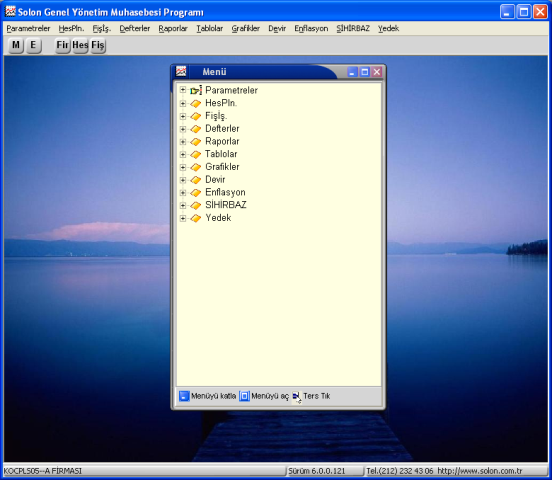 Solon Genel Yönetim Muhasebesi Programı
Parametreler HesPln. Fişİş. Defterler Raporlar Tablolar Grafikler Devir Enflasyon SİHİRBAZ Yedek
M E Fir Hes Fiş
Menü
Parametreler
HesPln.
Fişİş.
Defterler
Raporlar
Tablolar
Grafikler
Devir
Enflasyon
SİHİRBAZ
Yedek
Menüyü katla Menüyü aç Ters Tık
KOCPLS05--A FİRMASI Sürüm 6.0.0.121 Tel.(212) 232 43 06 http://www.solon.com.tr